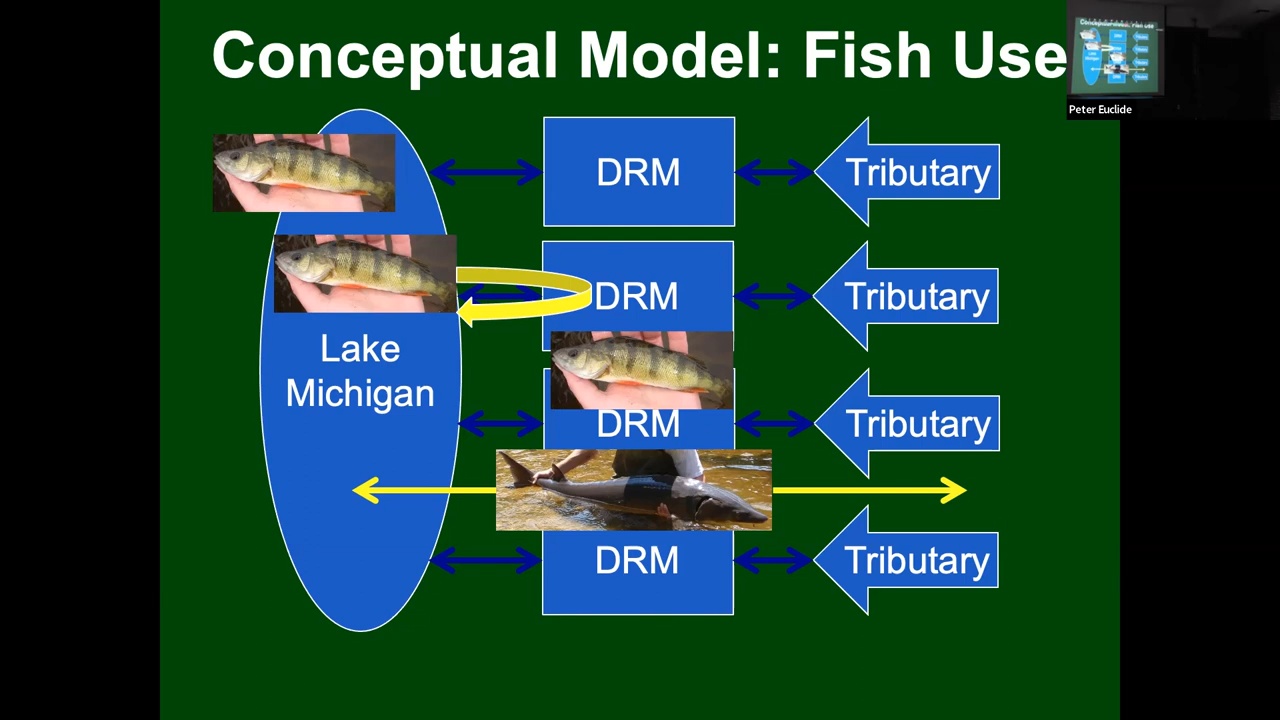 Conceptual Model: Fish Use
Peter Euclide
DRM
Tributary
DRM
Tributary
Lake
Michigan
DRM
Tributary
DRM
Tributary